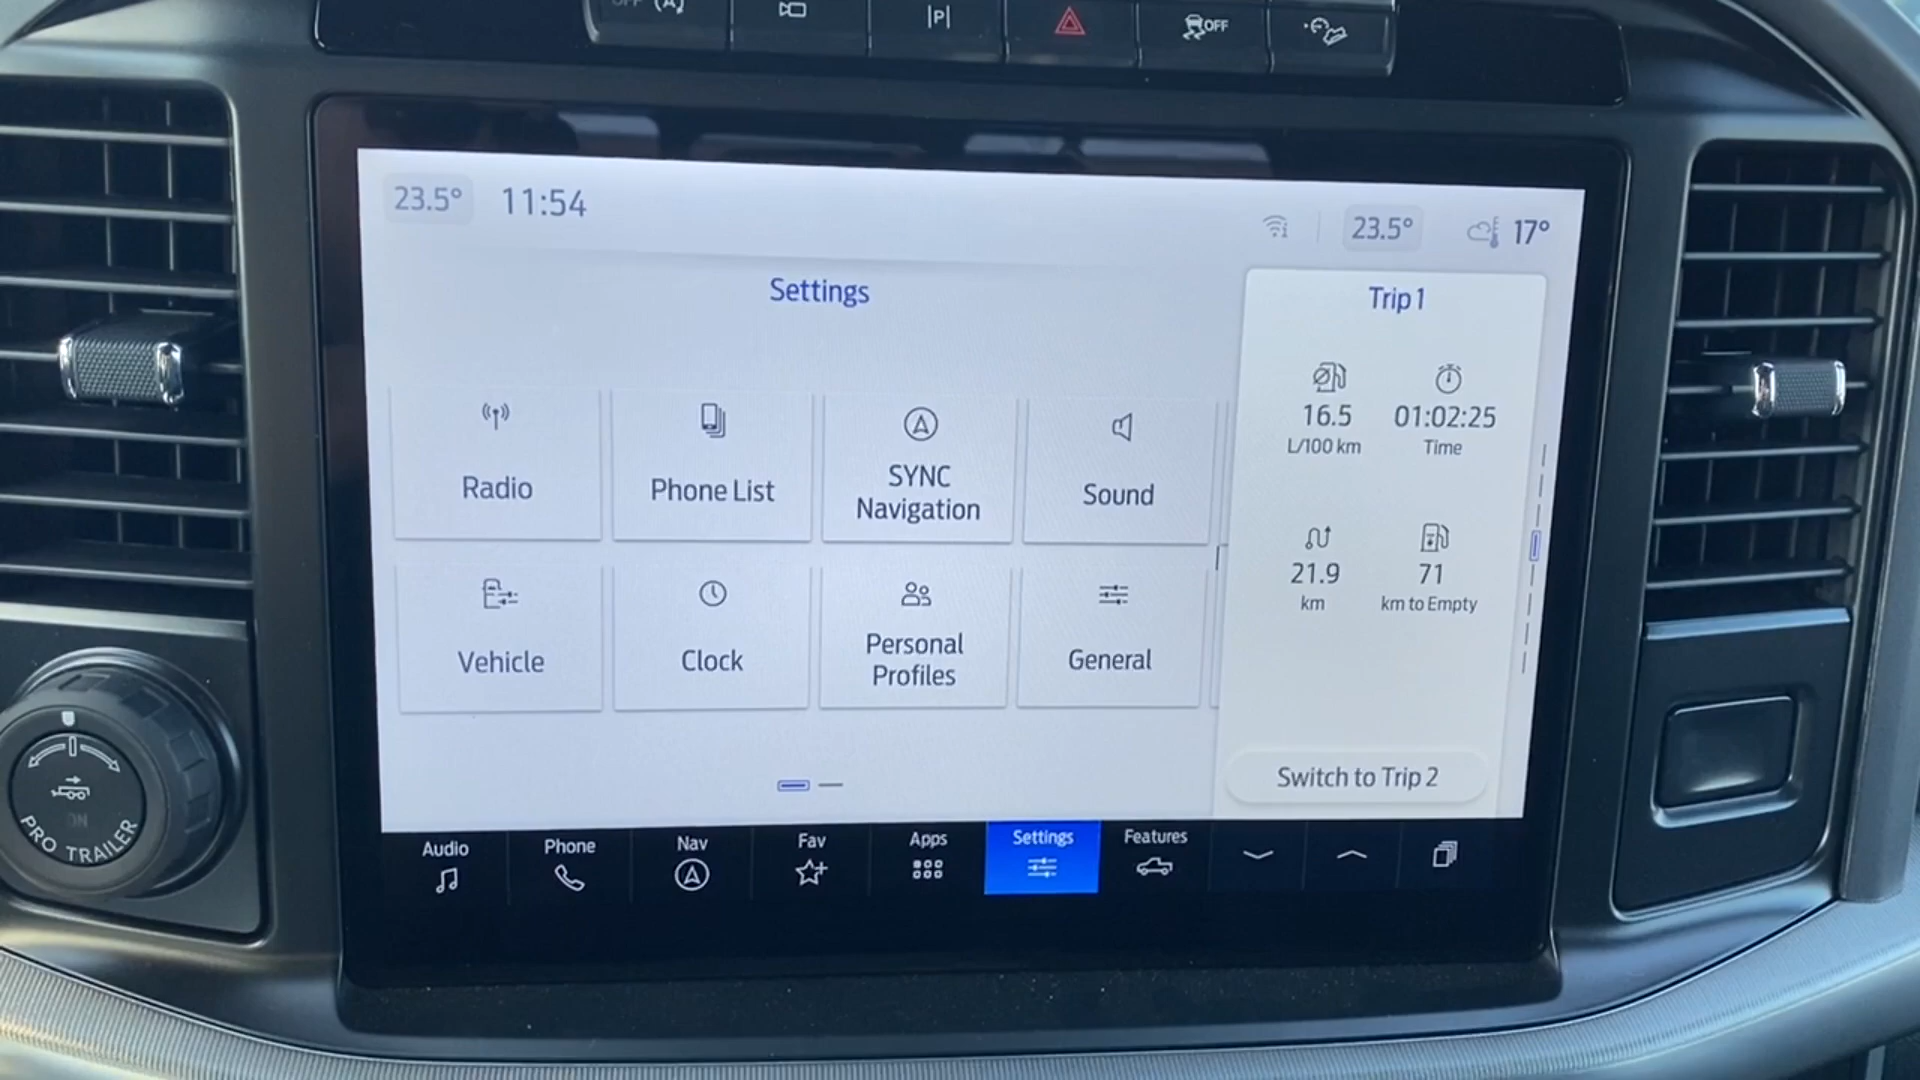 OFF (A)
P
OFF
23.5° 11:54
23.5° 17°
Settings
Trip 1
Radio
Phone List
SYNC
Navigation
Sound
16.5
L/100 km
01:02:25
Time
Vehicle
Clock
Personal
Profiles
General
21.9
km
71
km to Empty
Switch to Trip 2
Audio
Phone
Nav
Fav
Apps
Settings
Features
ON
PRO TRAILER